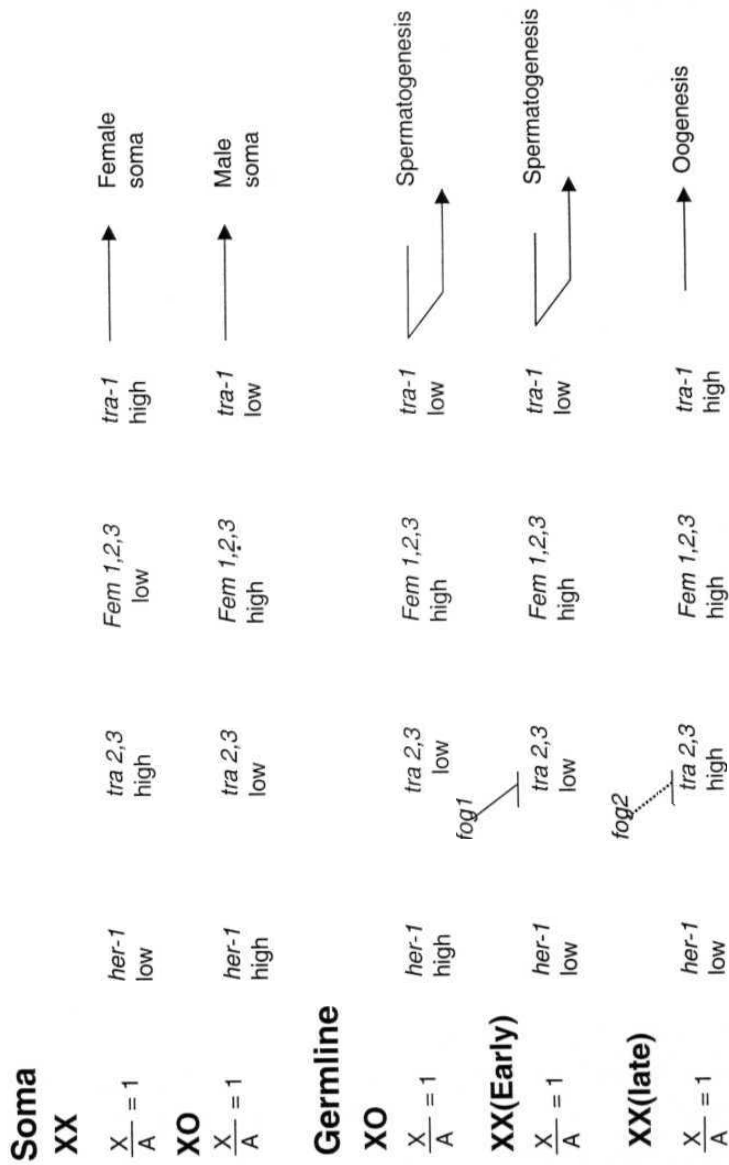 Soma
XX
X/A = 1 her-1 low tra 2,3 high Fem 1,2,3 low tra-1 high Female soma
XO
X/A = 1 her-1 high tra 2,3 low Fem 1,2,3 high tra-1 low Male soma
Germline
XO
X/A = 1 her-1 high tra 2,3 low Fem 1,2,3 high tra-1 low Spermatogenesis
fog1
XX(Early)
X/A = 1 her-1 low tra 2,3 low Fem 1,2,3 high tra-1 low Spermatogenesis
fog2
XX(late)
X/A = 1 her-1 low tra 2,3 high Fem 1,2,3 high tra-1 high Oogenesis